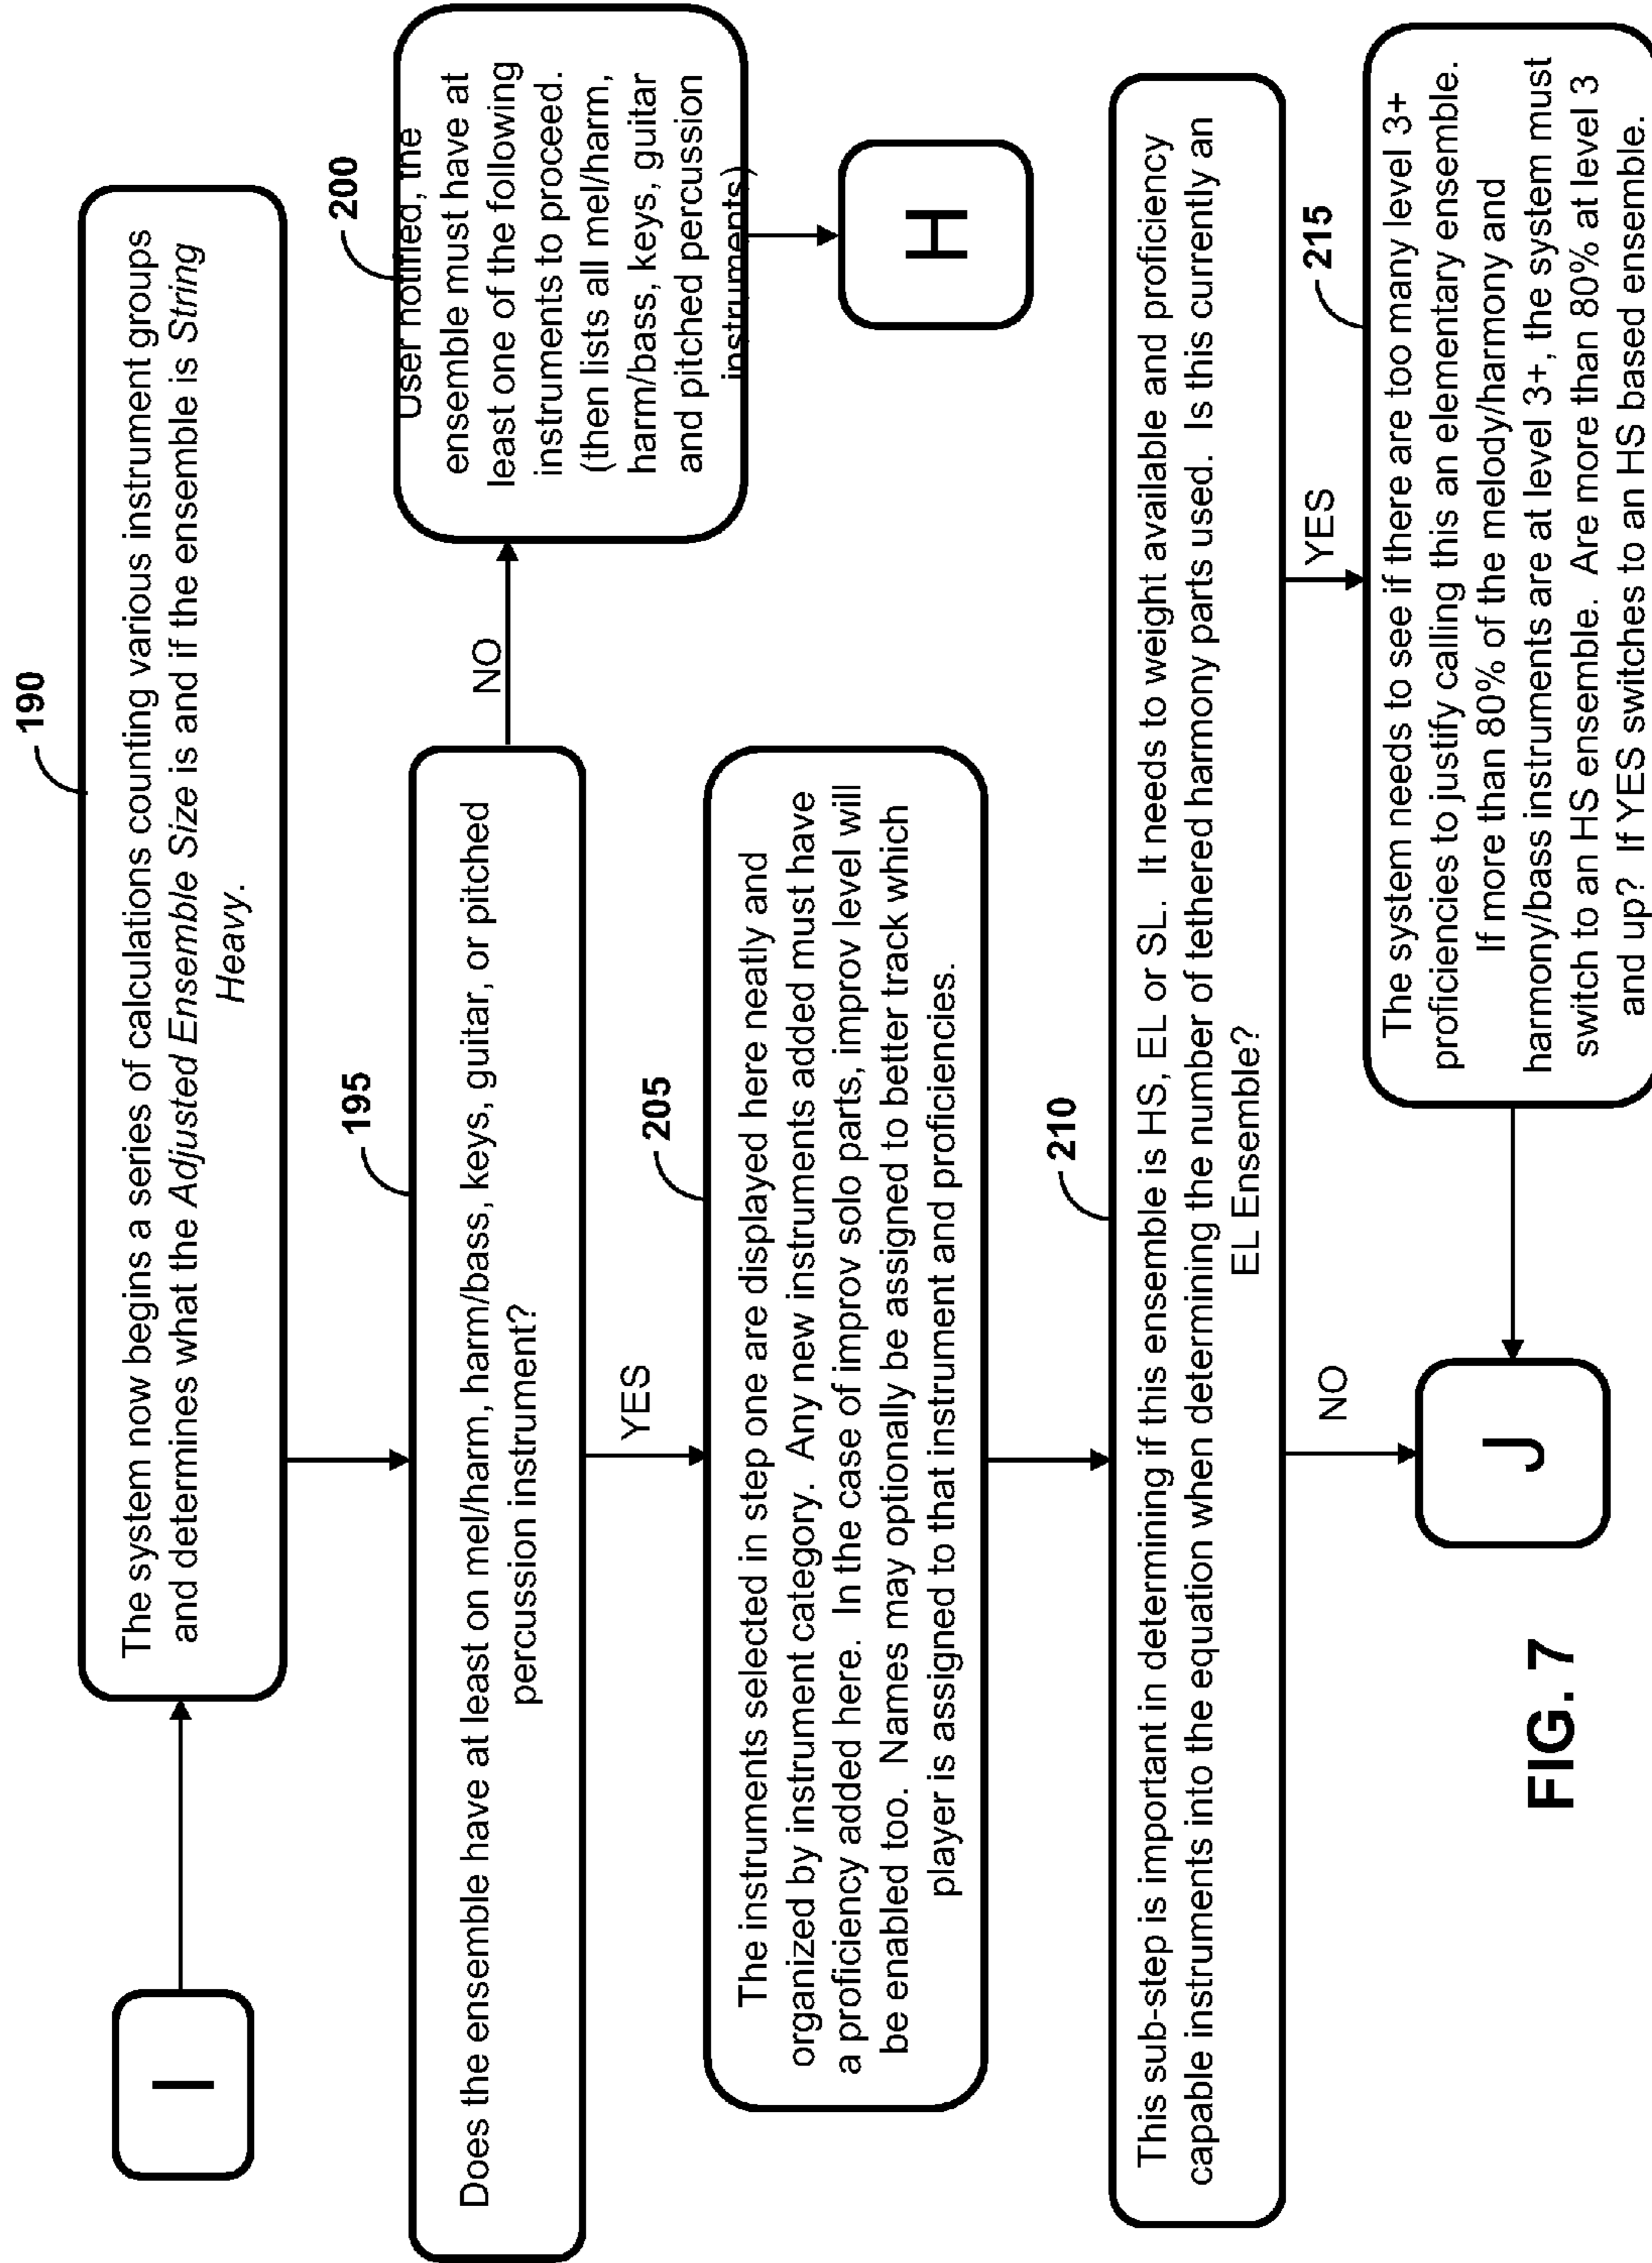 I
190
The system now begins a series of calculations counting various instrument groups
and determines what the Adjusted Ensemble Size is and if the ensemble is String
Heavy.
195
Does the ensemble have at least on mel/harm, harm/bass, keys, guitar, or pitched
percussion instrument?
NO
200
User notified, the
ensemble must have at
least one of the following
instruments to proceed.
(then lists all mel/harm,
harm/bass, keys, guitar
and pitched percussion
instruments)
H
YES
205
The instruments selected in step one are displayed here neatly and
organized by instrument category. Any new instruments added must have
a proficiency added here. In the case of improv solo parts, improv level will
be enabled too. Names may optionally be assigned to better track which
player is assigned to that instrument and proficiencies.
210
This sub-step is important in determining if this ensemble is HS, EL or SL. It needs to weight available and proficiency
capable instruments into the equation when determining the number of tethered harmony parts used. Is this currently an
EL Ensemble?
YES
215
The system needs to see if there are too many level 3+
proficiencies to justify calling this an elementary ensemble.
If more than 80% of the melody/harmony and
harmony/bass instruments are at level 3+, the system must
switch to an HS ensemble. Are more than 80% at level 3
and up? If YES switches to an HS based ensemble.
NO
J
FIG. 7